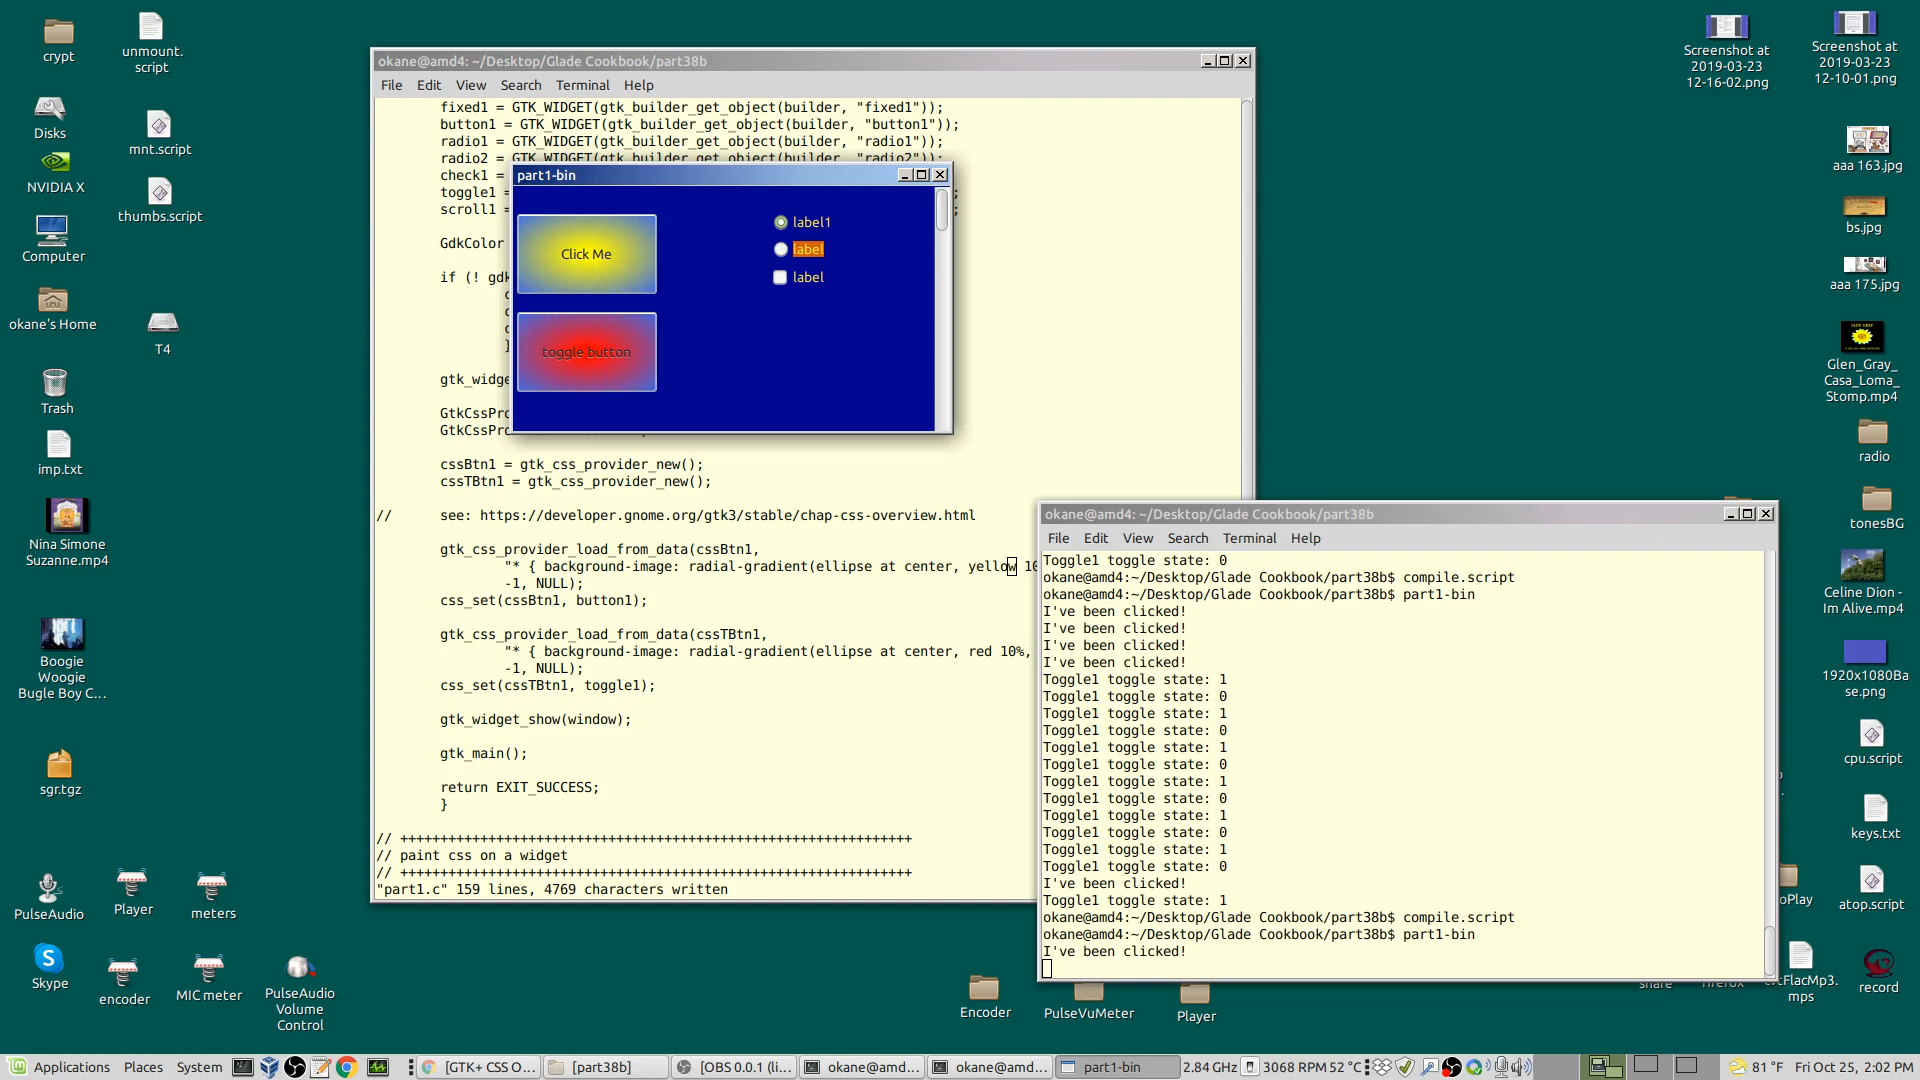 crypt
unmount.
script
Disks
mnt.script
NVIDIA X
thumbs.script
Computer
okane's Home
T4
Trash
imp.txt
Nina Simone
Suzanne.mp4
Boogie
Woogie
Bugle Boy C...
sgr.tgz
PulseAudio
Player
meters
Skype
encoder
MIC meter
PulseAudio
Volume
Control
okane@amd4: ~/Desktop/Glade Cookbook/part38b
File Edit View Search Terminal Help
fixed1 = GTK_WIDGET(gtk_builder_get_object(builder, "fixed1"));
button1 = GTK_WIDGET(gtk_builder_get_object(builder, "button1"));
radio1 = GTK_WIDGET(gtk_builder_get_object(builder, "radio1"));
radio2 = GTK_WIDGET(gtk_builder_get_object(builder, "radio2"));
check1 =
toggle1 = ;
scroll1 = ;
GdkColor
if (! gdk
}
gtk_widge
GtkCssPro
GtkCssPro
cssBtn1 = gtk_css_provider_new();
cssTBtn1 = gtk_css_provider_new();
// see: https://developer.gnome.org/gtk3/stable/chap-css-overview.html
gtk_css_provider_load_from_data(cssBtn1,
"* { background-image: radial-gradient(ellipse at center, yellow 10
-1, NULL);
css_set(cssBtn1, button1);
gtk_css_provider_load_from_data(cssTBtn1,
"* { background-image: radial-gradient(ellipse at center, red 10%,
-1, NULL);
css_set(cssTBtn1, toggle1);
gtk_widget_show(window);
gtk_main();
return EXIT_SUCCESS;
}
// ++++++++++++++++++++++++++++++++++++++++++++++++++++++++++++++++
// paint css on a widget
// ++++++++++++++++++++++++++++++++++++++++++++++++++++++++++++++++
"part1.c" 159 lines, 4769 characters written
part1-bin
Click Me
label1
label
label
toggle button
okane@amd4: ~/Desktop/Glade Cookbook/part38b
File Edit View Search Terminal Help
Toggle1 toggle state: 0
okane@amd4:~/Desktop/Glade Cookbook/part38b$ compile.script
okane@amd4:~/Desktop/Glade Cookbook/part38b$ part1-bin
I've been clicked!
I've been clicked!
I've been clicked!
I've been clicked!
Toggle1 toggle state: 1
Toggle1 toggle state: 0
Toggle1 toggle state: 1
Toggle1 toggle state: 0
Toggle1 toggle state: 1
Toggle1 toggle state: 0
Toggle1 toggle state: 1
Toggle1 toggle state: 0
Toggle1 toggle state: 1
Toggle1 toggle state: 0
Toggle1 toggle state: 1
Toggle1 toggle state: 0
I've been clicked!
Toggle1 toggle state: 1
okane@amd4:~/Desktop/Glade Cookbook/part38b$ compile.script
okane@amd4:~/Desktop/Glade Cookbook/part38b$ part1-bin
I've been clicked!
Encoder
PulseVuMeter
Player
share
Screenshot at
2019-03-23
12-16-02.png
Screenshot at
2019-03-23
12-10-01.png
aaa 163.jpg
bs.jpg
aaa 175.jpg
Glen_Gray_
Casa_Loma_
Stomp.mp4
radio
tonesBG
Celine Dion -
Im Alive.mp4
1920x1080Ba
se.png
cpu.script
keys.txt
oPlay
atop.script
vtFlacMp3.
mps
record
Applications Places System [GTK+ CSS O... [part38b] [OBS 0.0.1 (li... okane@amd... okane@amd... part1-bin 2.84 GHz 3068 RPM 52 °C 81 °F Fri Oct 25, 2:02 PM